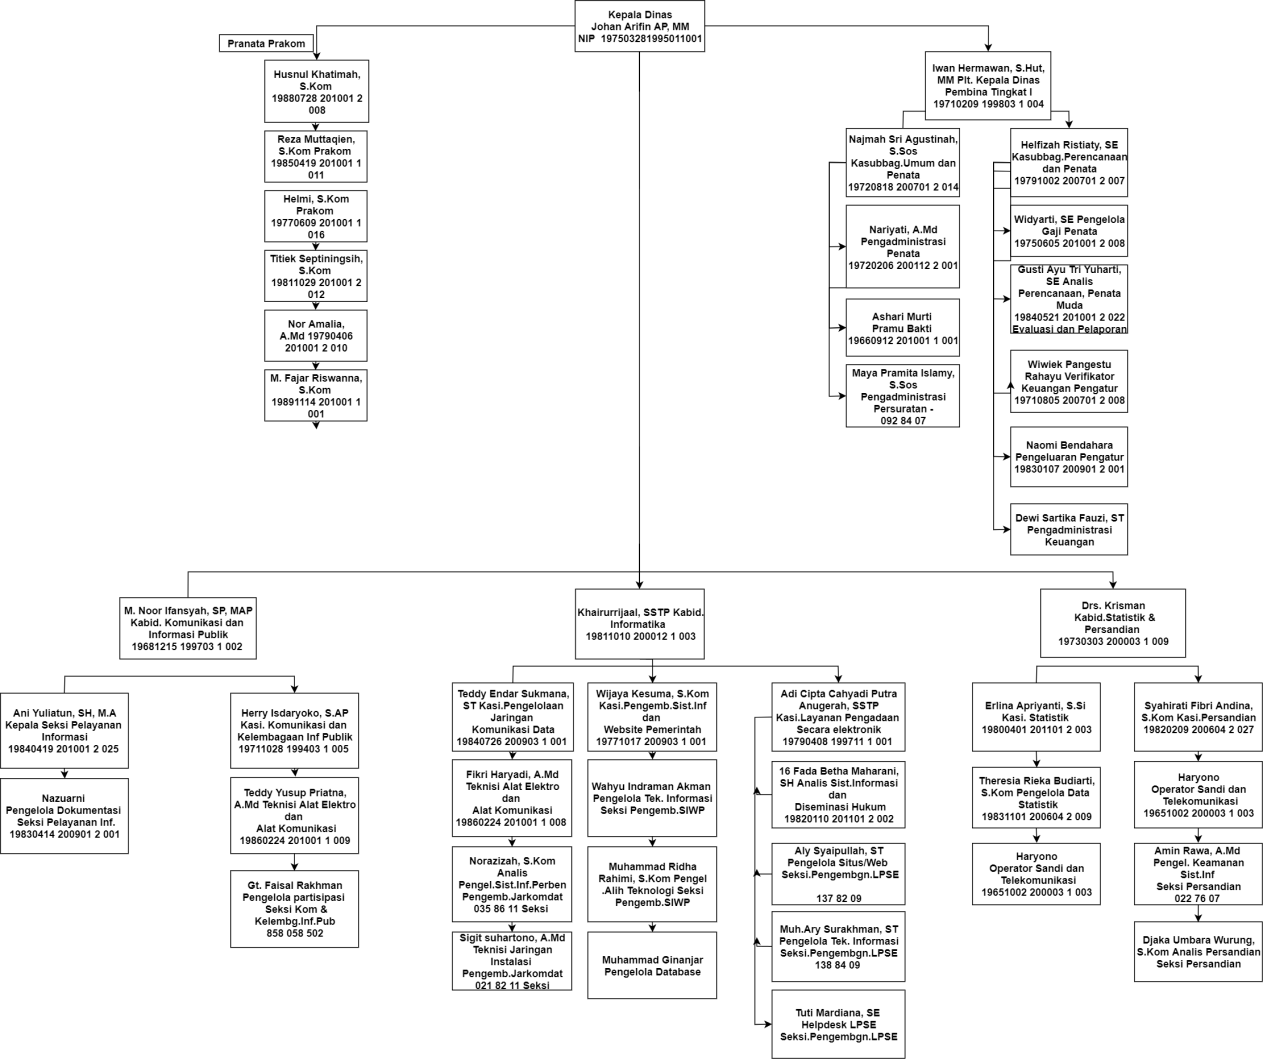 Kepala Dinas
Johan Arifin AP, MM
NIP  197503281995011001
Pranata Prakom
Husnul Khatimah,
S.Kom
19880728 201001 2
008
Reza Muttaqien,
S.Kom Prakom
19850419 201001 1
011
Helmi, S.Kom
Prakom
19770609 201001 1
016
Titiek Septiningsih,
S.Kom
19811029 201001 2
012
Nor Amalia,
A.Md 19790406
201001 2 010
M. Fajar Riswanna,
S.Kom
19891114 201001 1
001
Iwan Hermawan, S.Hut,
MM Plt. Kepala Dinas
Pembina Tingkat I
19710209 199803 1 004
Najmah Sri Agustinah,
S.Sos
Kasubbag.Umum dan
Penata
19720818 200701 2 014
Nariyati, A.Md
Pengadministrasi
Penata
19720206 200112 2 001
Ashari Murti
Pramu Bakti
19660912 201001 1 001
Maya Pramita Islamy,
S.Sos
Pengadministrasi
Persuratan -
092 84 07
Helfizah Ristiaty, SE
Kasubbag.Perencanaan
dan Penata
19791002 200701 2 007
Widyarti, SE Pengelola
Gaji Penata
19750605 201001 2 008
Gusti Ayu Tri Yuharti,
SE Analis
Perencanaan, Penata
Muda
19840521 201001 2 022
Evaluasi dan Pelaporan
Wiwiek Pangestu
Rahayu Verifikator
Keuangan Pengatur
19710805 200701 2 008
Naomi Bendahara
Pengeluaran Pengatur
19830107 200901 2 001
Dewi Sartika Fauzi, ST
Pengadministrasi
Keuangan
M. Noor Ifansyah, SP, MAP
Kabid. Komunikasi dan
Informasi Publik
19681215 199703 1 002
Ani Yuliatun, SH, M.A
Kepala Seksi Pelayanan
Informasi
19840419 201001 2 025
Nazuarni
Pengelola Dokumentasi
Seksi Pelayanan Inf.
19830414 200901 2 001
Herry Isdaryoko, S.AP
Kasi. Komunikasi dan
Kelembagaan Inf Publik
19711028 199403 1 005
Teddy Yusup Priatna,
A.Md Teknisi Alat Elektro
dan
Alat Komunikasi
19860224 201001 1 009
Gt. Faisal Rakhman
Pengelola partisipasi
Seksi Kom &
Kelembg.Inf.Pub
858 058 502
Khairurrijaal, SSTP Kabid.
Informatika
19811010 200012 1 003
Teddy Endar Sukmana,
ST Kasi.Pengelolaan
Jaringan
Komunikasi Data
19840726 200903 1 001
Fikri Haryadi, A.Md
Teknisi Alat Elektro
dan
Alat Komunikasi
19860224 201001 1 008
Norazizah, S.Kom
Analis
Pengel.Sist.Inf.Perben
Pengemb.Jarkomdat
035 86 11 Seksi
Sigit suhartono, A.Md
Teknisi Jaringan
Instalasi
Pengemb.Jarkomdat
021 82 11 Seksi
Wijaya Kesuma, S.Kom
Kasi.Pengemb.Sist.Inf
dan
Website Pemerintah
19771017 200903 1 001
Wahyu Indraman Akman
Pengelola Tek. Informasi
Seksi Pengemb.SIWP
Muhammad Ridha
Rahimi, S.Kom Pengel
.Alih Teknologi Seksi
Pengemb.SIWP
Muhammad Ginanjar
Pengelola Database
Adi Cipta Cahyadi Putra
Anugerah, SSTP
Kasi.Layanan Pengadaan
Secara elektronik
19790408 199711 1 001
16 Fada Betha Maharani,
SH Analis Sist.Informasi
dan
Diseminasi Hukum
19820110 201101 2 002
Aly Syaipullah, ST
Pengelola Situs/Web
Seksi.Pengembgn.LPSE
137 82 09
Muh.Ary Surakhman, ST
Pengelola Tek. Informasi
Seksi.Pengembgn.LPSE
138 84 09
Tuti Mardiana, SE
Helpdesk LPSE
Seksi.Pengembgn.LPSE
Drs. Krisman
Kabid.Statistik &
Persandian
19730303 200003 1 009
Erlina Apriyanti, S.Si
Kasi. Statistik
19800401 201101 2 003
Theresia Rieka Budiarti,
S.Kom Pengelola Data
Statistik
19831101 200604 2 009
Haryono
Operator Sandi dan
Telekomunikasi
19651002 200003 1 003
Syahirati Fibri Andina,
S.Kom Kasi.Persandian
19820209 200604 2 027
Haryono
Operator Sandi dan
Telekomunikasi
19651002 200003 1 003
Amin Rawa, A.Md
Pengel. Keamanan
Sist.Inf
Seksi Persandian
022 76 07
Djaka Umbara Wurung,
S.Kom Analis Persandian
Seksi Persandian